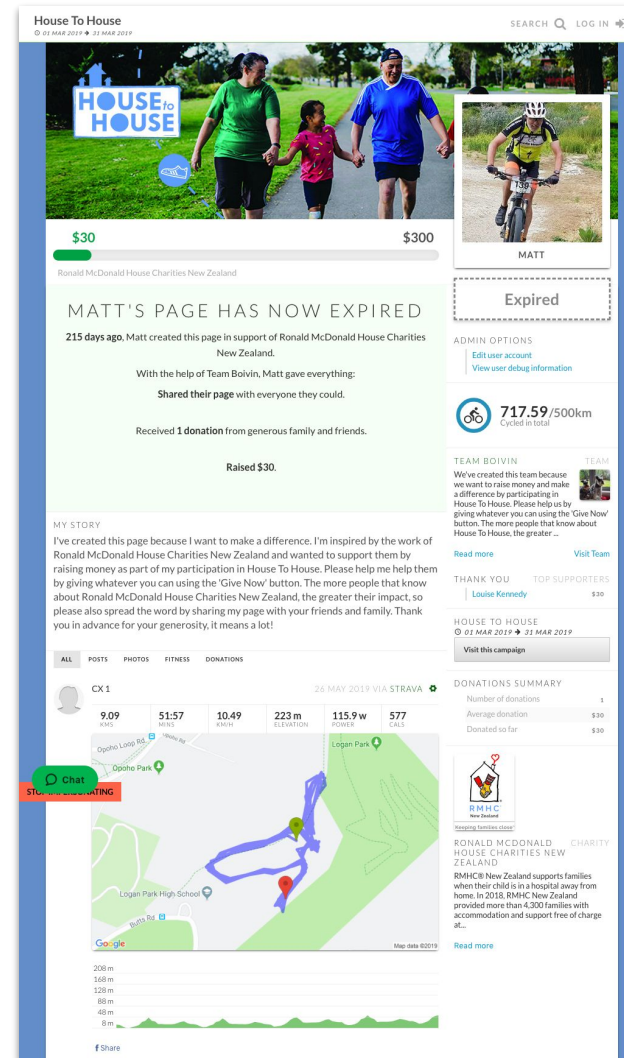 House To House
01 MAR 2019 → 31 MAR 2019
SEARCH LOG IN
HOUSE to
HOUSE
139
MATT
$30 $300
Ronald McDonald House Charities New Zealand
MATT'S PAGE HAS NOW EXPIRED
215 days ago, Matt created this page in support of Ronald McDonald House Charities
New Zealand.
With the help of Team Boivin, Matt gave everything:
Shared their page with everyone they could.
Received 1 donation from generous family and friends.
Raised $30.
MY STORY
I've created this page because I want to make a difference. I'm inspired by the work of
Ronald McDonald House Charities New Zealand and wanted to support them by
raising money as part of my participation in House To House. Please help me help them
by giving whatever you can using the 'Give Now' button. The more people that know
about Ronald McDonald House Charities New Zealand, the greater their impact, so
please also spread the word by sharing my page with your friends and family. Thank
you in advance for your generosity, it means a lot!
ALL POSTS PHOTOS FITNESS DONATIONS
CX 1 26 MAY 2019 VIA STRAVA
9.09 51:57 10.49 223 m 115.9 w 577
KMS MINS KM/H ELEVATION POWER CALS
Opoho Loop Rd
Logan Park
Opoho Park
Logan Park High School
Butts Rd
Google
Map data ©2019
Chat
208 m
168 m
128 m
88 m
48 m
8 m
Share
Expired
ADMIN OPTIONS
Edit user account
View user debug information
717.59/500km
Cycled in total
TEAM BOIVIN TEAM
We've created this team because
we want to raise money and make
a difference by participating in
House To House. Please help us by
giving whatever you can using the 'Give Now'
button. The more people that know about
House To House, the greater ...
Read more Visit Team
THANK YOU TOP SUPPORTERS
Louise Kennedy $30
HOUSE TO HOUSE
01 MAR 2019 → 31 MAR 2019
Visit this campaign
DONATIONS SUMMARY
Number of donations 1
Average donation $30
Donated so far $30
RMHC
New Zealand
Keeping families close
RONALD MCDONALD CHARITY
HOUSE CHARITIES NEW
ZEALAND
RMHC® New Zealand supports families
when their child is in a hospital away from
home. In 2018, RMHC New Zealand
provided more than 4,300 families with
accommodation and support free of charge
at...
Read more